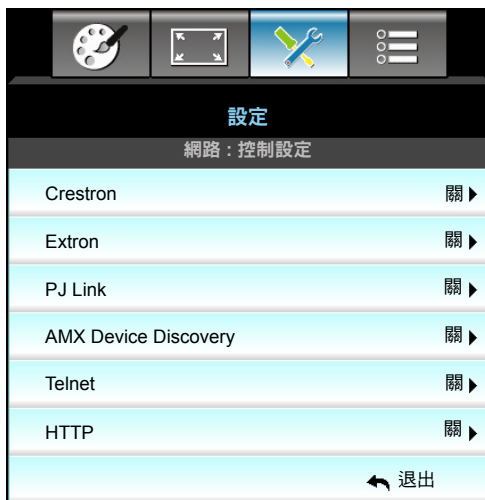 設定
網路：控制設定
Crestron 關
Extron 關
PJ Link 關
AMX Device Discovery 關
Telnet 關
HTTP 關
退出